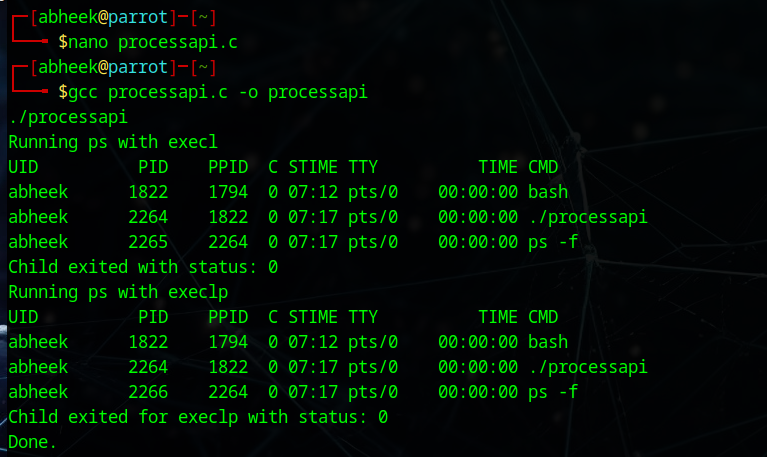 ┌─[abheek@parrot]─[~]
└──╼ $nano processapi.c
┌─[abheek@parrot]─[~]
└──╼ $gcc processapi.c -o processapi
./processapi
Running ps with execl
UID          PID    PPID  C STIME TTY          TIME CMD
abheek      1822    1794  0 07:12 pts/0    00:00:00 bash
abheek      2264    1822  0 07:17 pts/0    00:00:00 ./processapi
abheek      2265    2264  0 07:17 pts/0    00:00:00 ps -f
Child exited with status: 0
Running ps with execlp
UID          PID    PPID  C STIME TTY          TIME CMD
abheek      1822    1794  0 07:12 pts/0    00:00:00 bash
abheek      2264    1822  0 07:17 pts/0    00:00:00 ./processapi
abheek      2266    2264  0 07:17 pts/0    00:00:00 ps -f
Child exited for execlp with status: 0
Done.